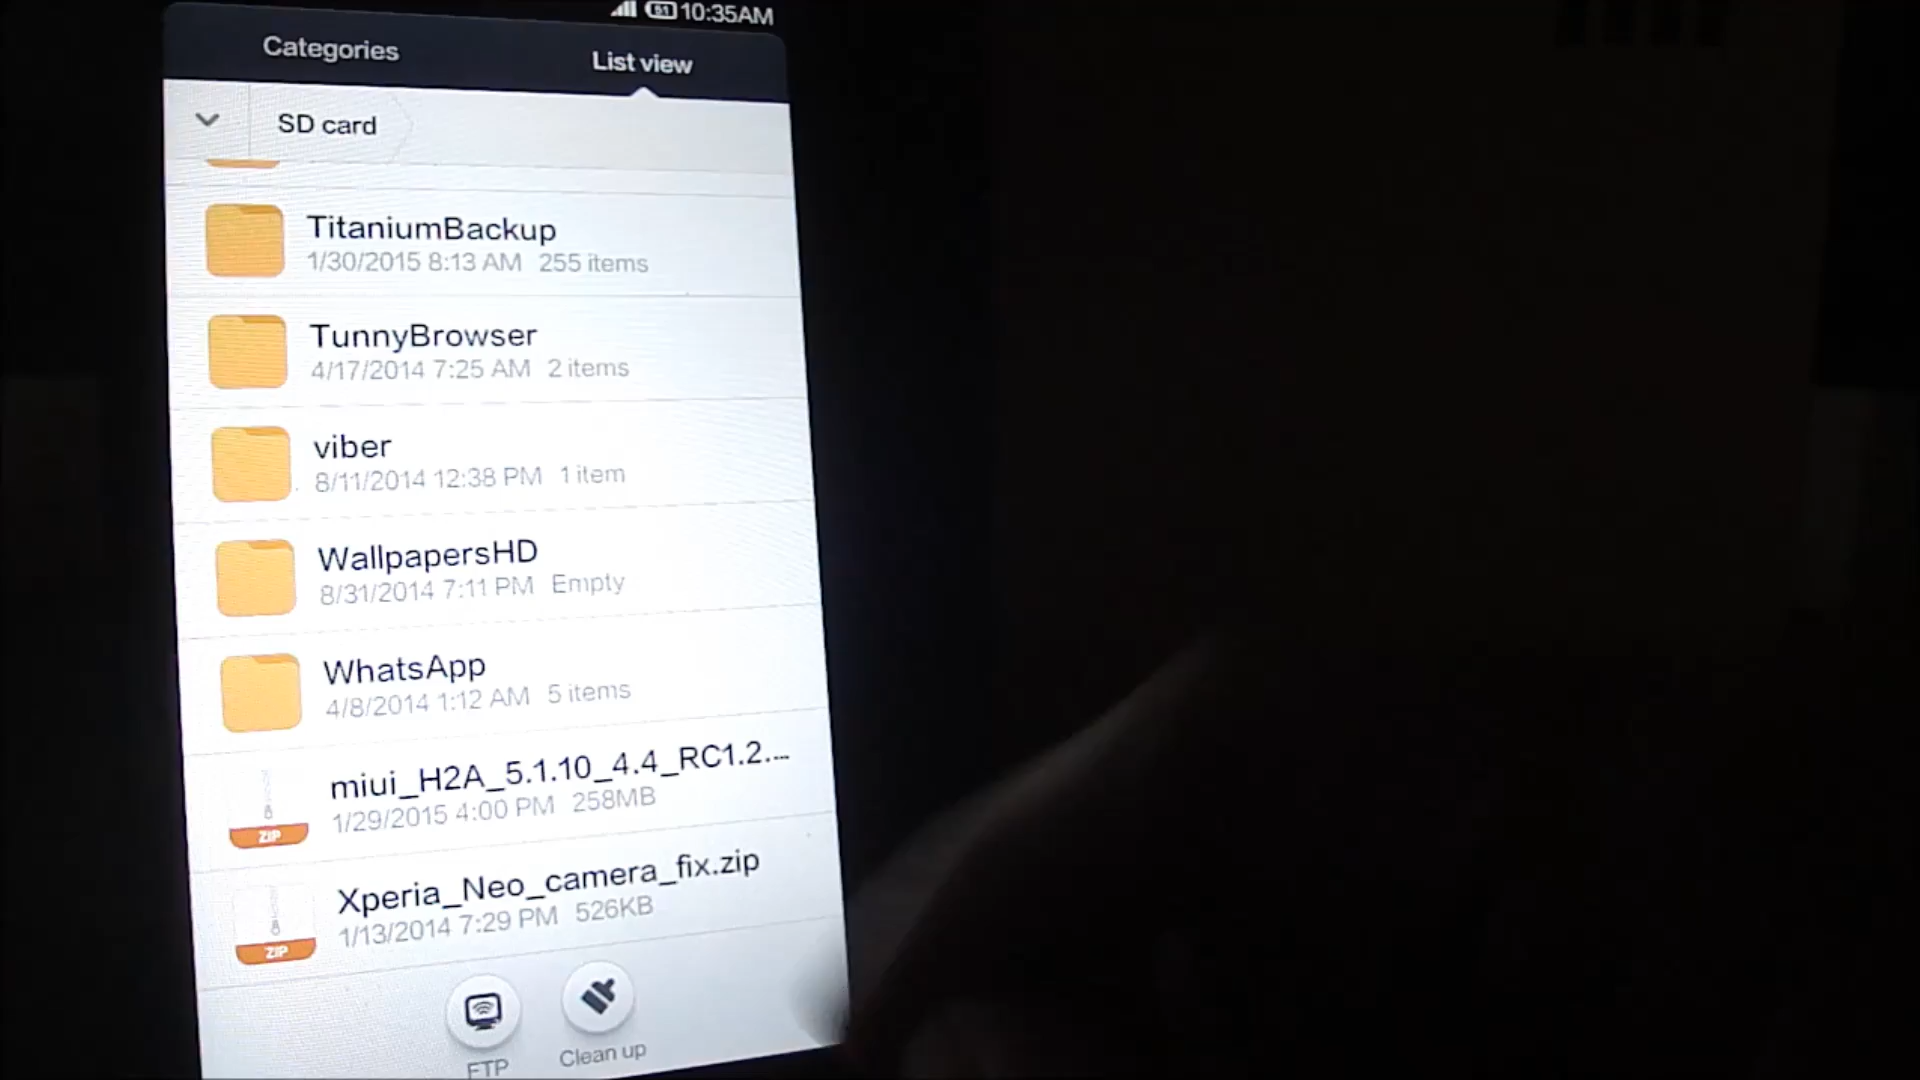 51 10:35AM
Categories
List view
SD card
TitaniumBackup
1/30/2015 8:13 AM 255 items
TunnyBrowser
4/17/2014 7:25 AM 2 items
viber
8/11/2014 12:38 PM 1 item
WallpapersHD
8/31/2014 7:11 PM Empty
WhatsApp
4/8/2014 1:12 AM 5 items
miui_H2A_5.1.10_4.4_RC1.2....
1/29/2015 4:00 PM 258MB
ZIP
Xperia_Neo_camera_fix.zip
1/13/2014 7:29 PM 526KB
ZIP
FTP
Clean up